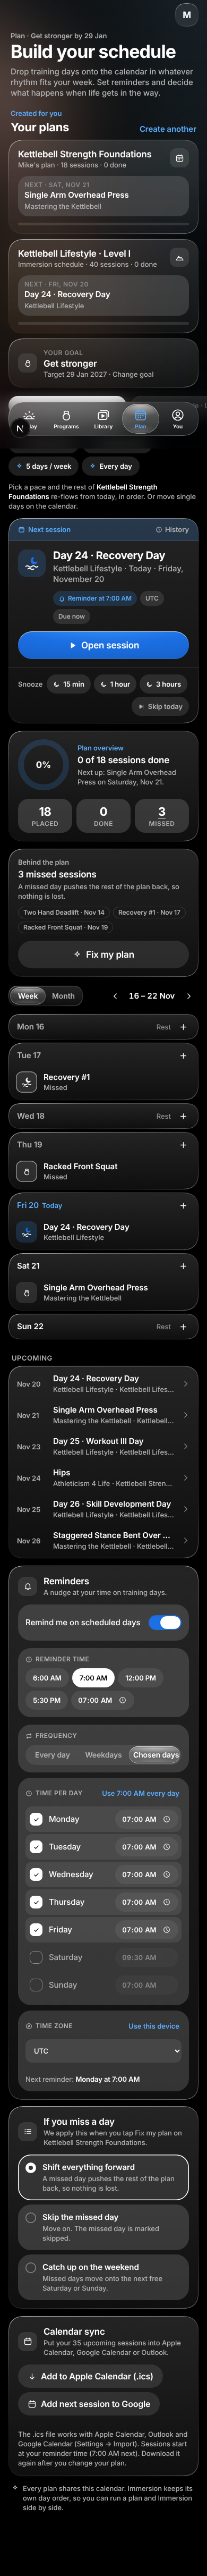 M
Plan · Get stronger by 29 Jan
Build your schedule
Drop training days onto the calendar in whatever
rhythm fits your week. Set reminders and decide
what happens when life gets in the way.
Created for you
Your plans
Create another
Kettlebell Strength Foundations
Mike's plan · 18 sessions · 0 done
NEXT · SAT, NOV 21
Single Arm Overhead Press
Mastering the Kettlebell
Kettlebell Lifestyle · Level I
Immersion schedule · 40 sessions · 0 done
NEXT · FRI, NOV 20
Day 24 · Recovery Day
Kettlebell Lifestyle
YOUR GOAL
Get stronger
Target 29 Jan 2027 · Change goal
N
Programs
Library
Plan
You
5 days / week
Every day
Pick a pace and the rest of Kettlebell Strength
Foundations re-flows from today, in order. Or move single
days on the calendar.
Next session
History
Day 24 · Recovery Day
Kettlebell Lifestyle · Today · Friday,
November 20
Reminder at 7:00 AM
UTC
Due now
Open session
Snooze
15 min
1 hour
3 hours
Skip today
0%
Plan overview
0 of 18 sessions done
Next up: Single Arm Overhead
Press on Saturday, Nov 21.
18
PLACED
0
DONE
3
MISSED
Behind the plan
3 missed sessions
A missed day pushes the rest of the plan back, so
nothing is lost.
Two Hand Deadlift · Nov 14
Recovery #1 · Nov 17
Racked Front Squat · Nov 19
Fix my plan
Week
Month
16 – 22 Nov
Mon 16
Rest
Tue 17
Recovery #1
Missed
Wed 18
Rest
Thu 19
Racked Front Squat
Missed
Fri 20 Today
Day 24 · Recovery Day
Kettlebell Lifestyle
Sat 21
Single Arm Overhead Press
Mastering the Kettlebell
Sun 22
Rest
UPCOMING
Nov 20
Day 24 · Recovery Day
Kettlebell Lifestyle · Kettlebell Lifes...
Nov 21
Single Arm Overhead Press
Mastering the Kettlebell · Kettlebell...
Nov 23
Day 25 · Workout III Day
Kettlebell Lifestyle · Kettlebell Lifes...
Nov 24
Hips
Athleticism 4 Life · Kettlebell Stren...
Nov 25
Day 26 · Skill Development Day
Kettlebell Lifestyle · Kettlebell Lifes...
Nov 26
Staggered Stance Bent Over ...
Mastering the Kettlebell · Kettlebell...
Reminders
A nudge at your time on training days.
Remind me on scheduled days
REMINDER TIME
6:00 AM
7:00 AM
12:00 PM
5:30 PM
07:00 AM
FREQUENCY
Every day
Weekdays
Chosen days
TIME PER DAY
Use 7:00 AM every day
Monday
07:00 AM
Tuesday
07:00 AM
Wednesday
07:00 AM
Thursday
07:00 AM
Friday
07:00 AM
Saturday
09:30 AM
Sunday
07:00 AM
TIME ZONE
Use this device
UTC
Next reminder: Monday at 7:00 AM
If you miss a day
We apply this when you tap Fix my plan on
Kettlebell Strength Foundations.
Shift everything forward
A missed day pushes the rest of the plan
back, so nothing is lost.
Skip the missed day
Move on. The missed day is marked
skipped.
Catch up on the weekend
Missed days move onto the next free
Saturday or Sunday.
Calendar sync
Put your 35 upcoming sessions into Apple
Calendar, Google Calendar or Outlook.
Add to Apple Calendar (.ics)
Add next session to Google
The .ics file works with Apple Calendar, Outlook and
Google Calendar (Settings → Import). Sessions start
at your reminder time (7:00 AM next). Download it
again after you change your plan.
Every plan shares this calendar. Immersion keeps its
own day order, so you can run a plan and Immersion
side by side.